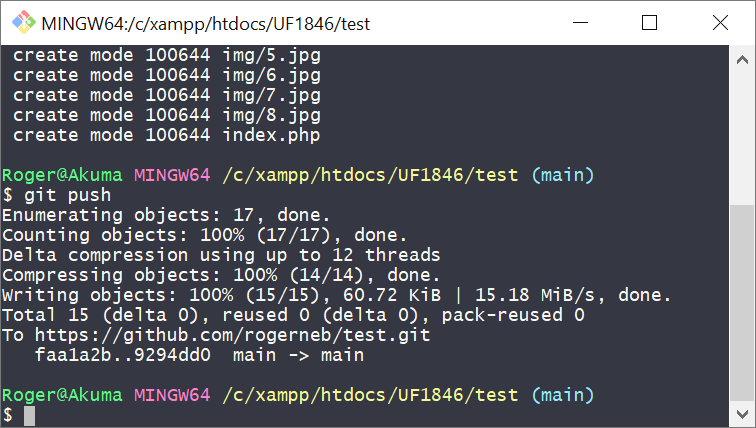 MINGW64:/c/xampp/htdocs/UF1846/test
create mode 100644 img/5.jpg
create mode 100644 img/6.jpg
create mode 100644 img/7.jpg
create mode 100644 img/8.jpg
create mode 100644 index.php
Roger@Akuma MINGW64 /c/xampp/htdocs/UF1846/test (main)
$ git push
Enumerating objects: 17, done.
Counting objects: 100% (17/17), done.
Delta compression using up to 12 threads
Compressing objects: 100% (14/14), done.
Writing objects: 100% (15/15), 60.72 KiB | 15.18 MiB/s, done.
Total 15 (delta 0), reused 0 (delta 0), pack-reused 0
To https://github.com/rogerneb/test.git
faa1a2b..9294dd0  main -> main
Roger@Akuma MINGW64 /c/xampp/htdocs/UF1846/test (main)
$